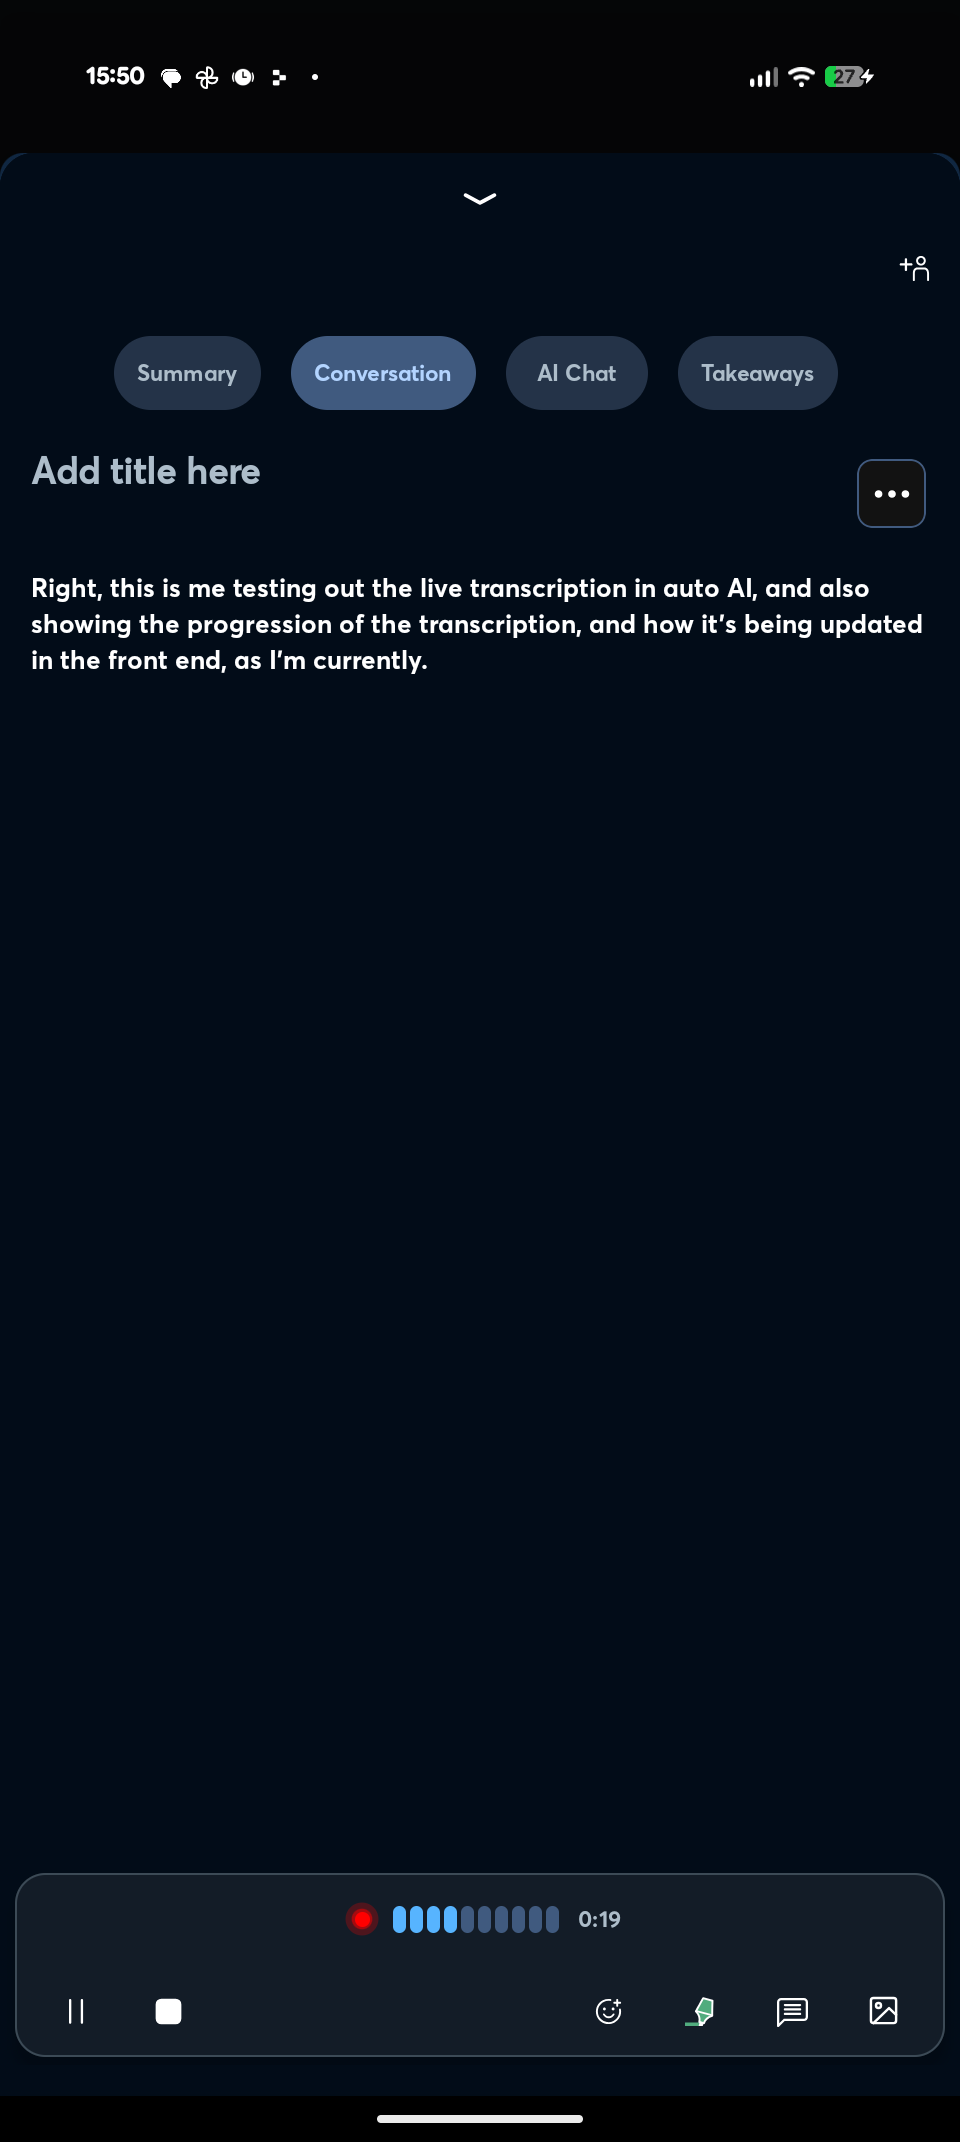 15:50
27
Summary
Conversation
AI Chat
Takeaways
Add title here
Right, this is me testing out the live transcription in auto AI, and also
showing the progression of the transcription, and how it's being updated
in the front end, as I'm currently.
0:19